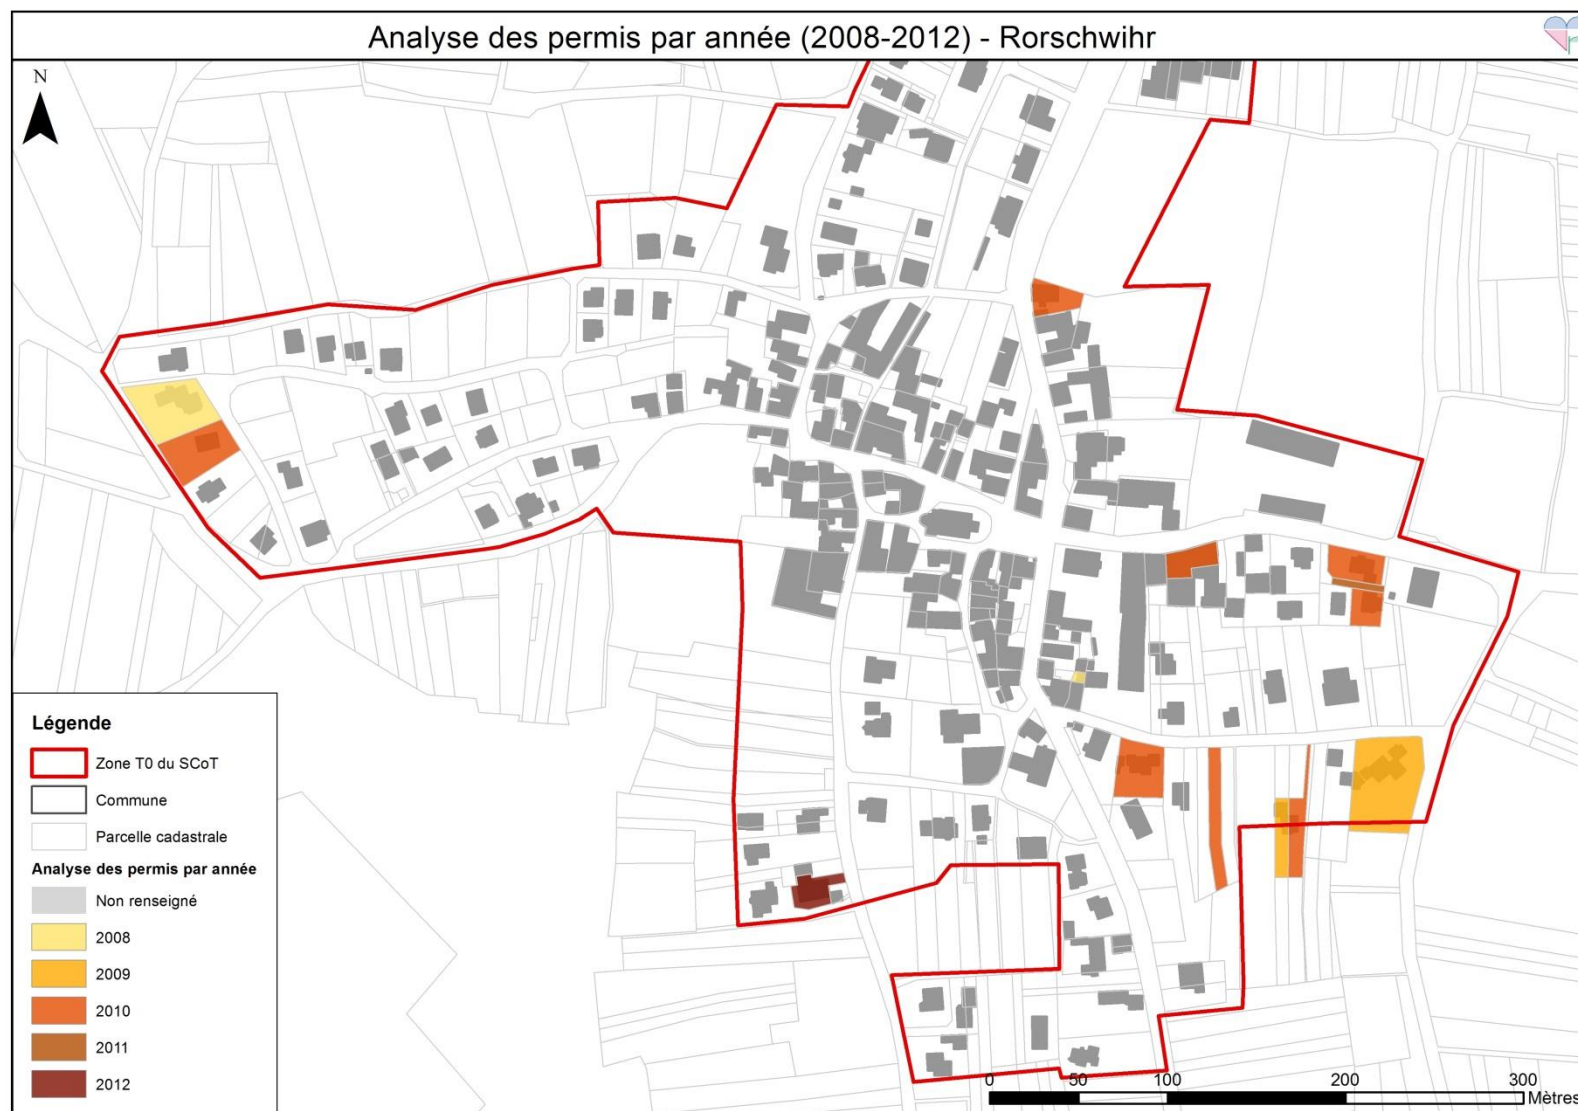 Analyse des permis par année (2008-2012) - Rorschwihr
N
Légende
Zone T0 du SCoT
Commune
Parcelle cadastrale
Analyse des permis par année
Non renseigné
2008
2009
2010
2011
2012
0 50 100 200 300
Mètres